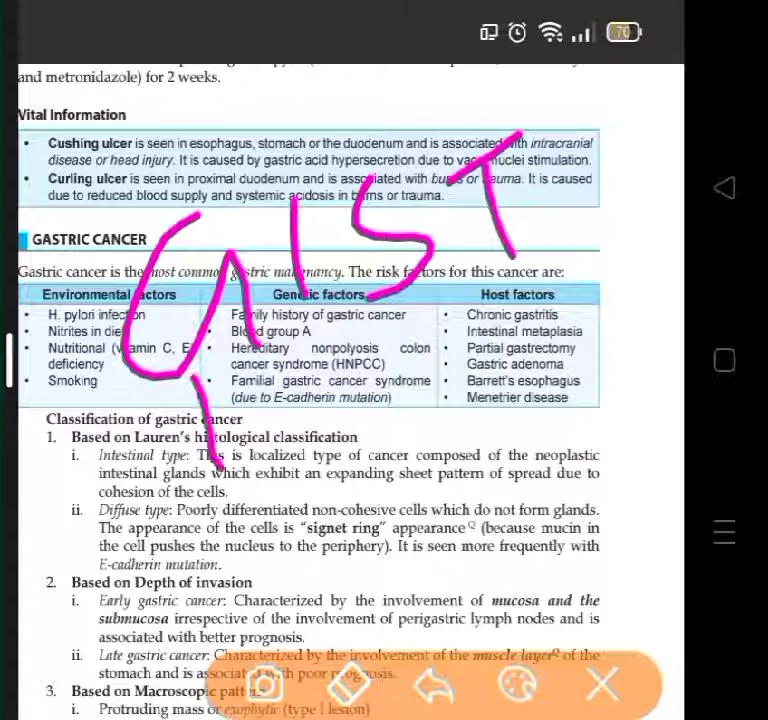 70
and metronidazole) for 2 weeks.
Vital Information
• Cushing ulcer is seen in esophagus, stomach or the duodenum and is associated with intracranial
disease or head injury. It is caused by gastric acid hypersecretion due to vagal nuclei stimulation.
• Curling ulcer is seen in proximal duodenum and is associated with burns or trauma. It is caused
due to reduced blood supply and systemic acidosis in burns or trauma.
GIST
GASTRIC CANCER
Gastric cancer is the most common gastric malignancy. The risk factors for this cancer are:
Environmental factors Genetic factors Host factors
• H. pylori infection • Family history of gastric cancer • Chronic gastritis
• Nitrites in diet • Blood group A • Intestinal metaplasia
• Nutritional (vitamin C, E) • Hereditary nonpolyposis colon • Partial gastrectomy
deficiency cancer syndrome (HNPCC) • Gastric adenoma
• Smoking • Familial gastric cancer syndrome • Barrett's esophagus
(due to E-cadherin mutation) • Menetrier disease
Classification of gastric cancer
1. Based on Lauren's histological classification
i. Intestinal type: This is localized type of cancer composed of the neoplastic
intestinal glands which exhibit an expanding sheet pattern of spread due to
cohesion of the cells.
ii. Diffuse type: Poorly differentiated non-cohesive cells which do not form glands.
The appearance of the cells is "signet ring" appearanceQ (because mucin in
the cell pushes the nucleus to the periphery). It is seen more frequently with
E-cadherin mutation.
2. Based on Depth of invasion
i. Early gastric cancer: Characterized by the involvement of mucosa and the
submucosa irrespective of the involvement of perigastric lymph nodes and is
associated with better prognosis.
ii. Late gastric cancer: Characterized by the involvement of the muscle layerQ of the
stomach and is associated with poor prognosis.
3. Based on Macroscopic pattern
i. Protruding mass or exophytic (type I lesion)